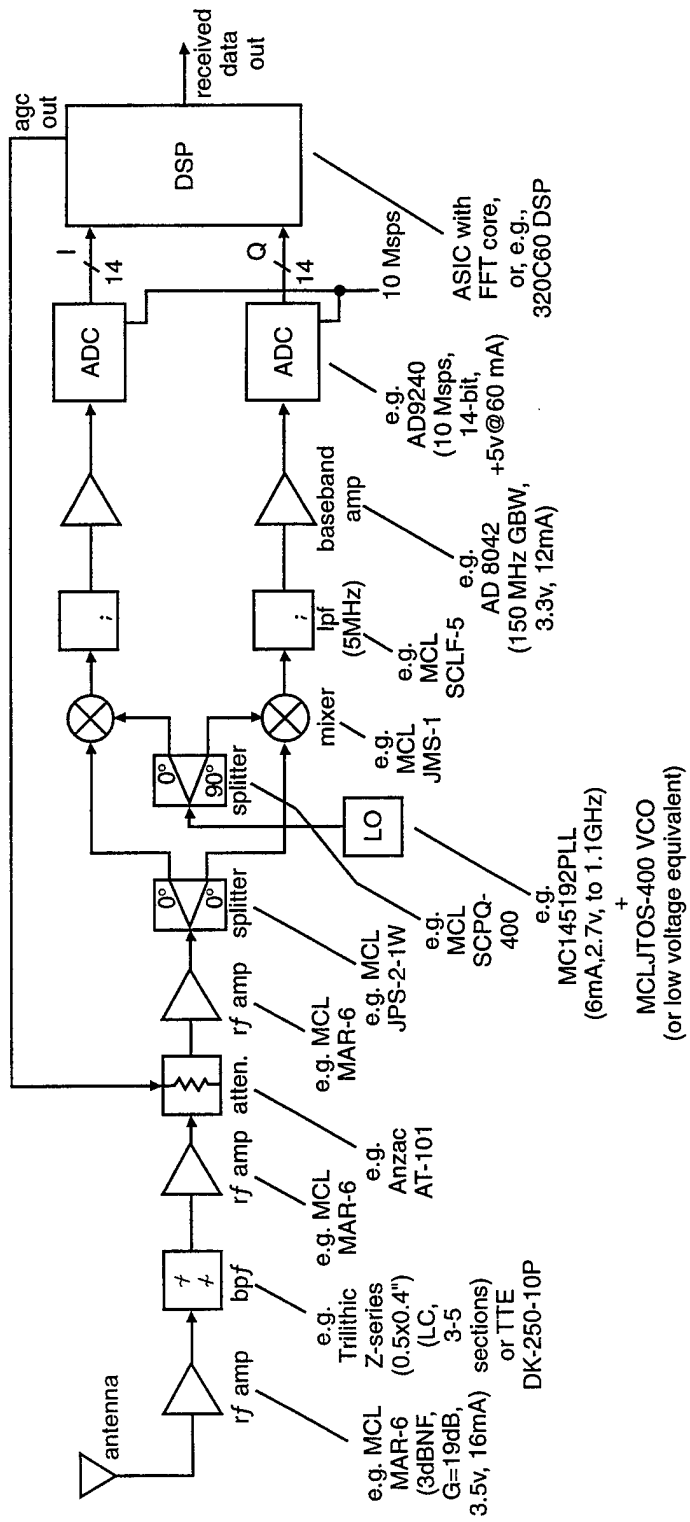 antenna
rf amp
e.g. MCL
MAR-6
(3dBNF,
G=19dB,
3.5v, 16mA)
bpf
e.g.
Trilithic
Z-series
(0.5x0.4")
(LC,
3-5
sections)
or TTE
DK-250-10P
rf amp
e.g. MCL
MAR-6
atten.
e.g.
Anzac
AT-101
rf amp
e.g. MCL
MAR-6
0°
0°
splitter
e.g. MCL
JPS-2-1W
0°
90°
splitter
e.g.
MCL
SCPQ-
400
LO
e.g.
MC145192PLL
(6mA,2.7v, to 1.1GHz)
+
MCLJTOS-400 VCO
(or low voltage equivalent)
mixer
e.g.
MCL
JMS-1
;
;
lpf
(5MHz)
e.g.
MCL
SCLF-5
baseband
amp
e.g.
AD 8042
(150 MHz GBW,
3.3v, 12mA)
ADC
ADC
e.g.
AD9240
(10 Msps,
14-bit,
+5v@60 mA)
I
14
Q
14
10 Msps
DSP
ASIC with
FFT core,
or, e.g.,
320C60 DSP
agc
out
received
data
out